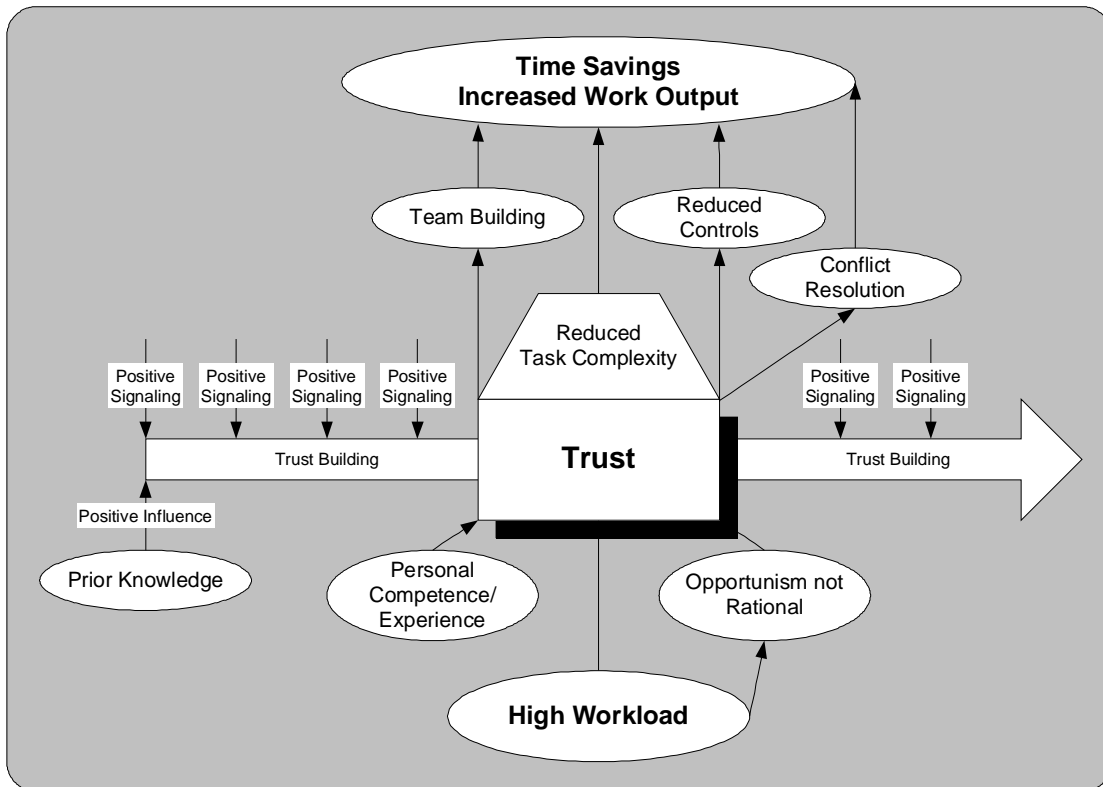 Time Savings
Increased Work Output
Team Building
Reduced
Controls
Conflict
Resolution
Reduced
Task Complexity
Positive
Signaling
Positive
Signaling
Positive
Signaling
Positive
Signaling
Positive
Signaling
Positive
Signaling
Trust Building
Trust
Trust Building
Positive Influence
Prior Knowledge
Personal
Competence/
Experience
Opportunism not
Rational
High Workload